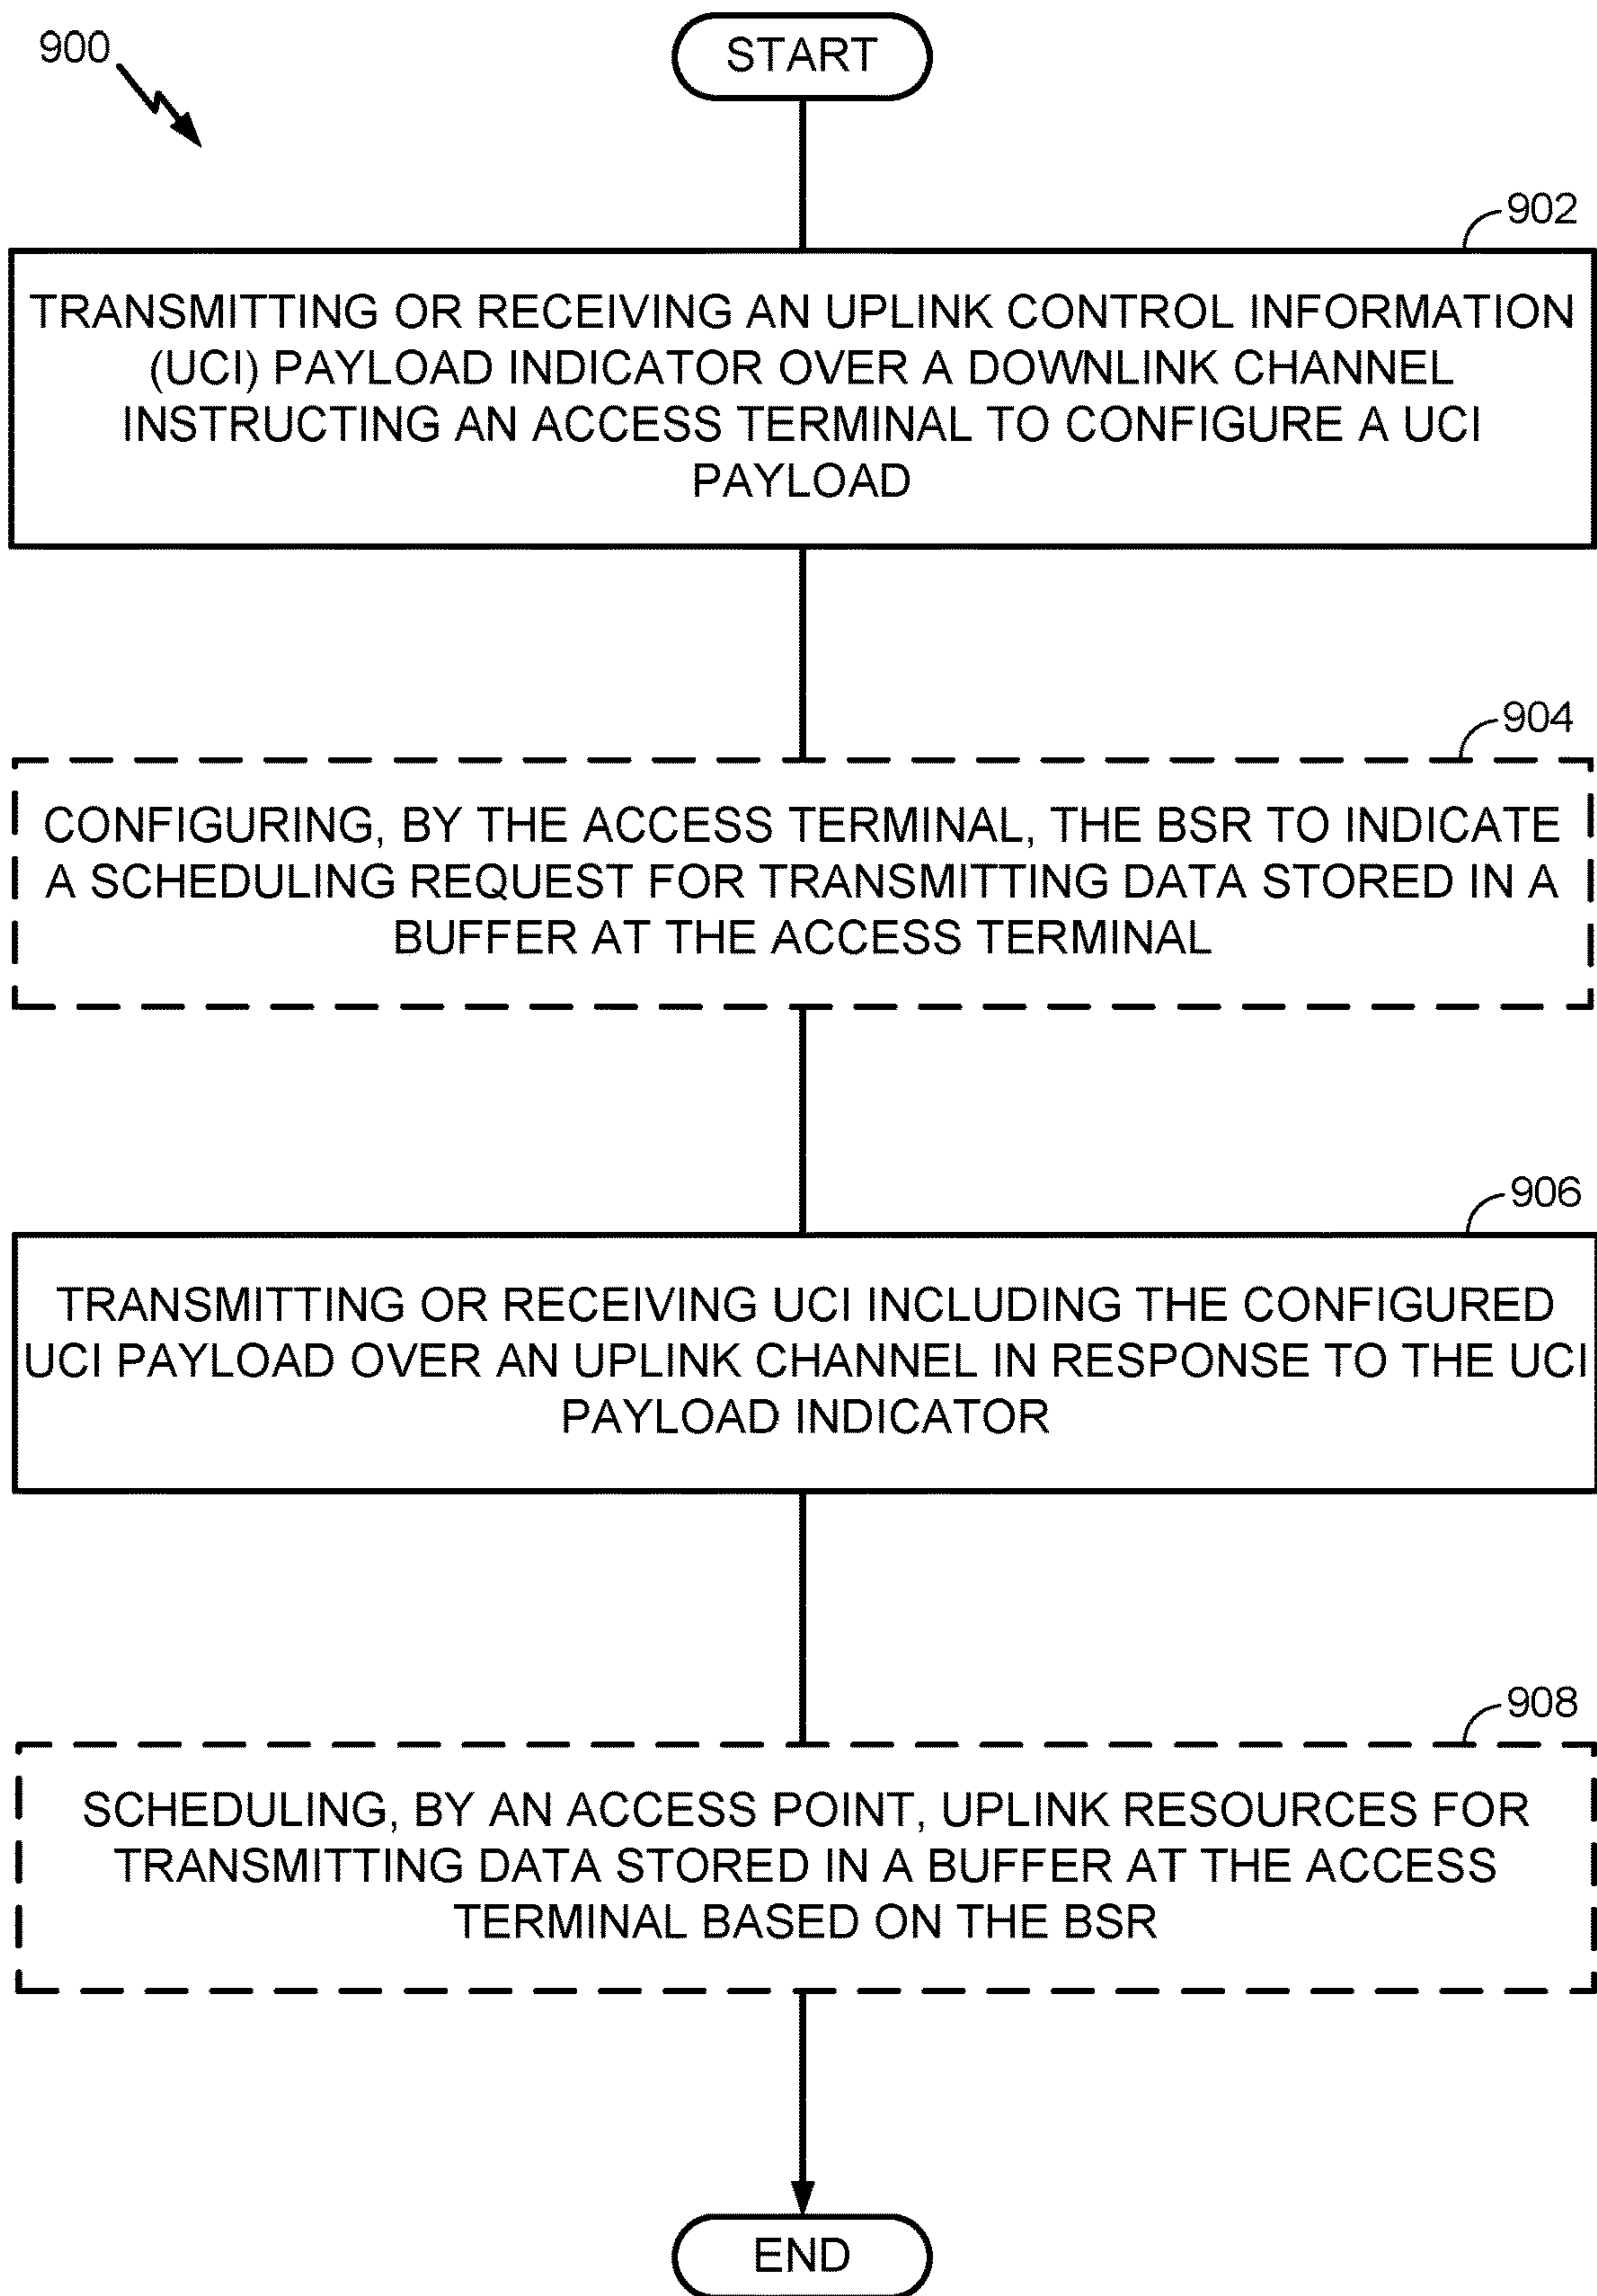 900
START
902
TRANSMITTING OR RECEIVING AN UPLINK CONTROL INFORMATION
(UCI) PAYLOAD INDICATOR OVER A DOWNLINK CHANNEL
INSTRUCTING AN ACCESS TERMINAL TO CONFIGURE A UCI
PAYLOAD
904
CONFIGURING, BY THE ACCESS TERMINAL, THE BSR TO INDICATE
A SCHEDULING REQUEST FOR TRANSMITTING DATA STORED IN A
BUFFER AT THE ACCESS TERMINAL
906
TRANSMITTING OR RECEIVING UCI INCLUDING THE CONFIGURED
UCI PAYLOAD OVER AN UPLINK CHANNEL IN RESPONSE TO THE UCI
PAYLOAD INDICATOR
908
SCHEDULING, BY AN ACCESS POINT, UPLINK RESOURCES FOR
TRANSMITTING DATA STORED IN A BUFFER AT THE ACCESS
TERMINAL BASED ON THE BSR
END